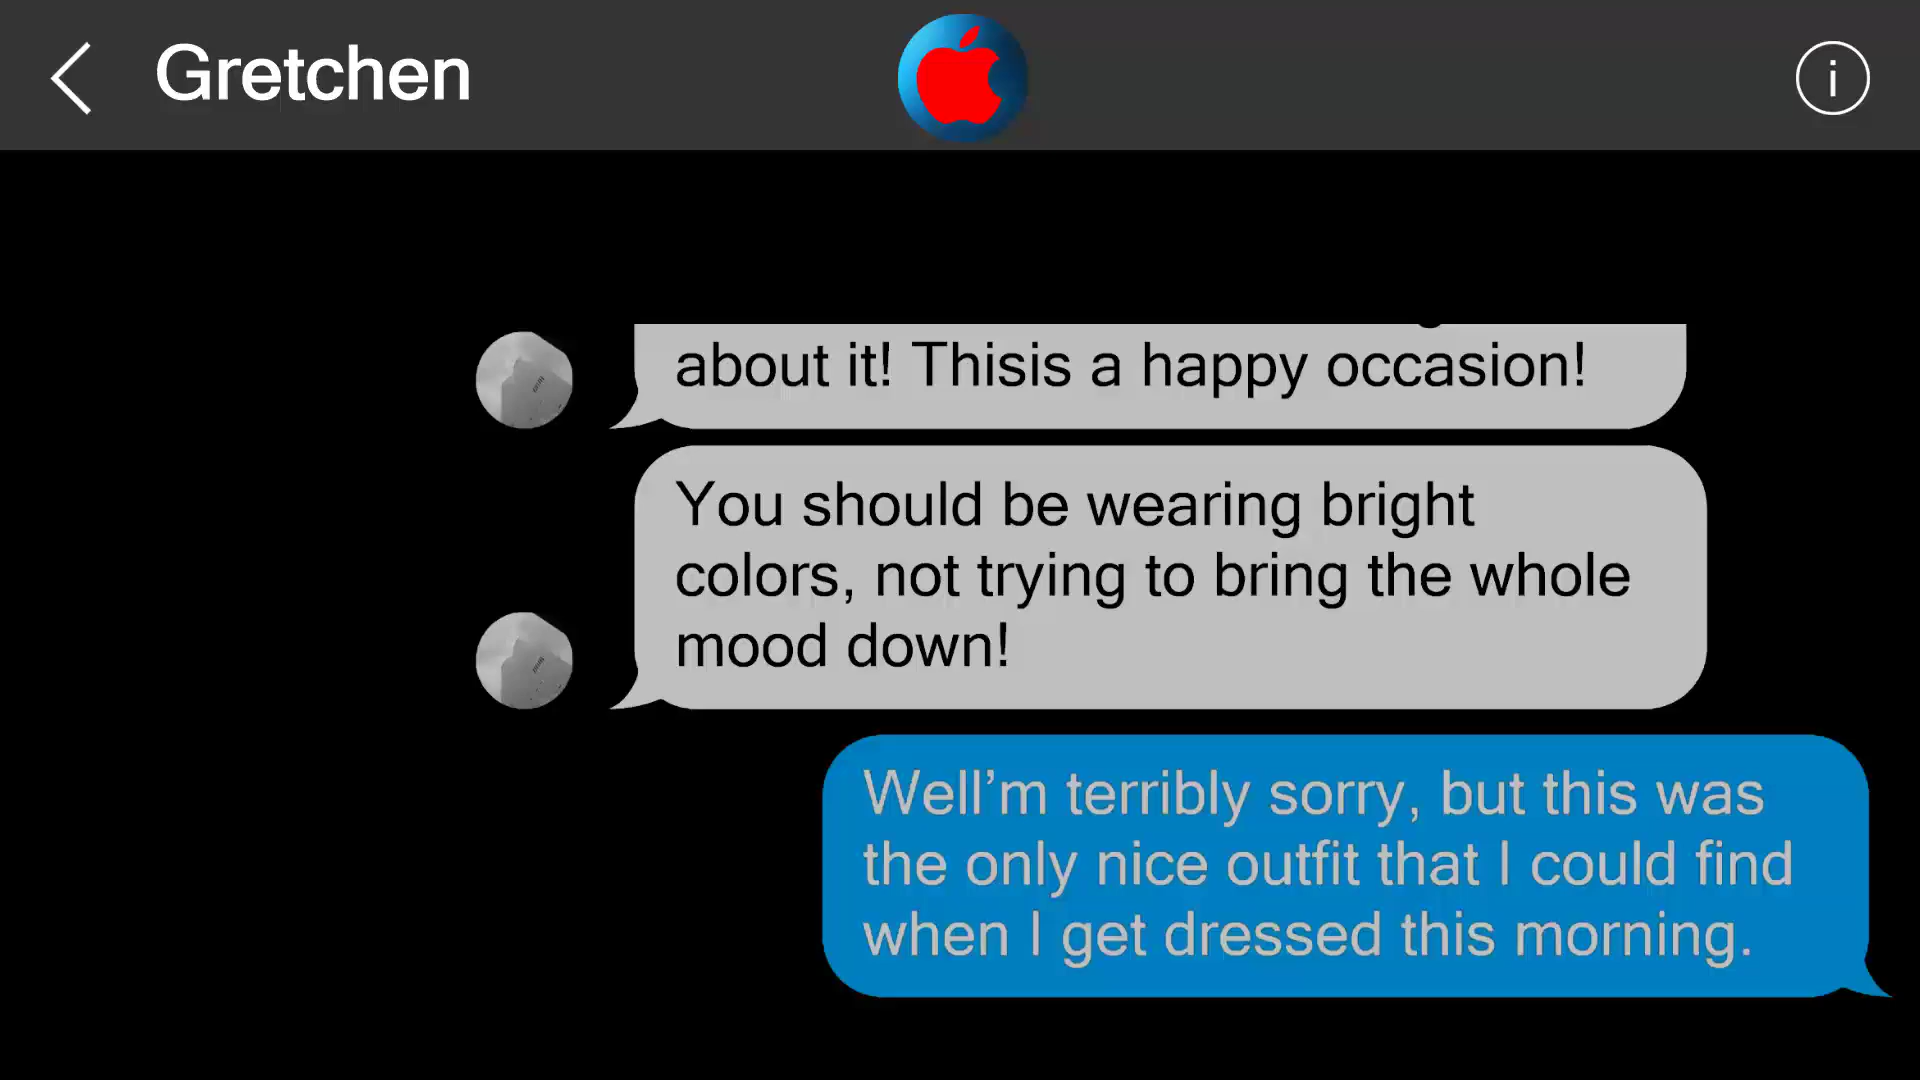 Gretchen
i
about it! Thisis a happy occasion!
You should be wearing bright
colors, not trying to bring the whole
mood down!
Well’m terribly sorry, but this was
the only nice outfit that I could find
when I get dressed this morning.